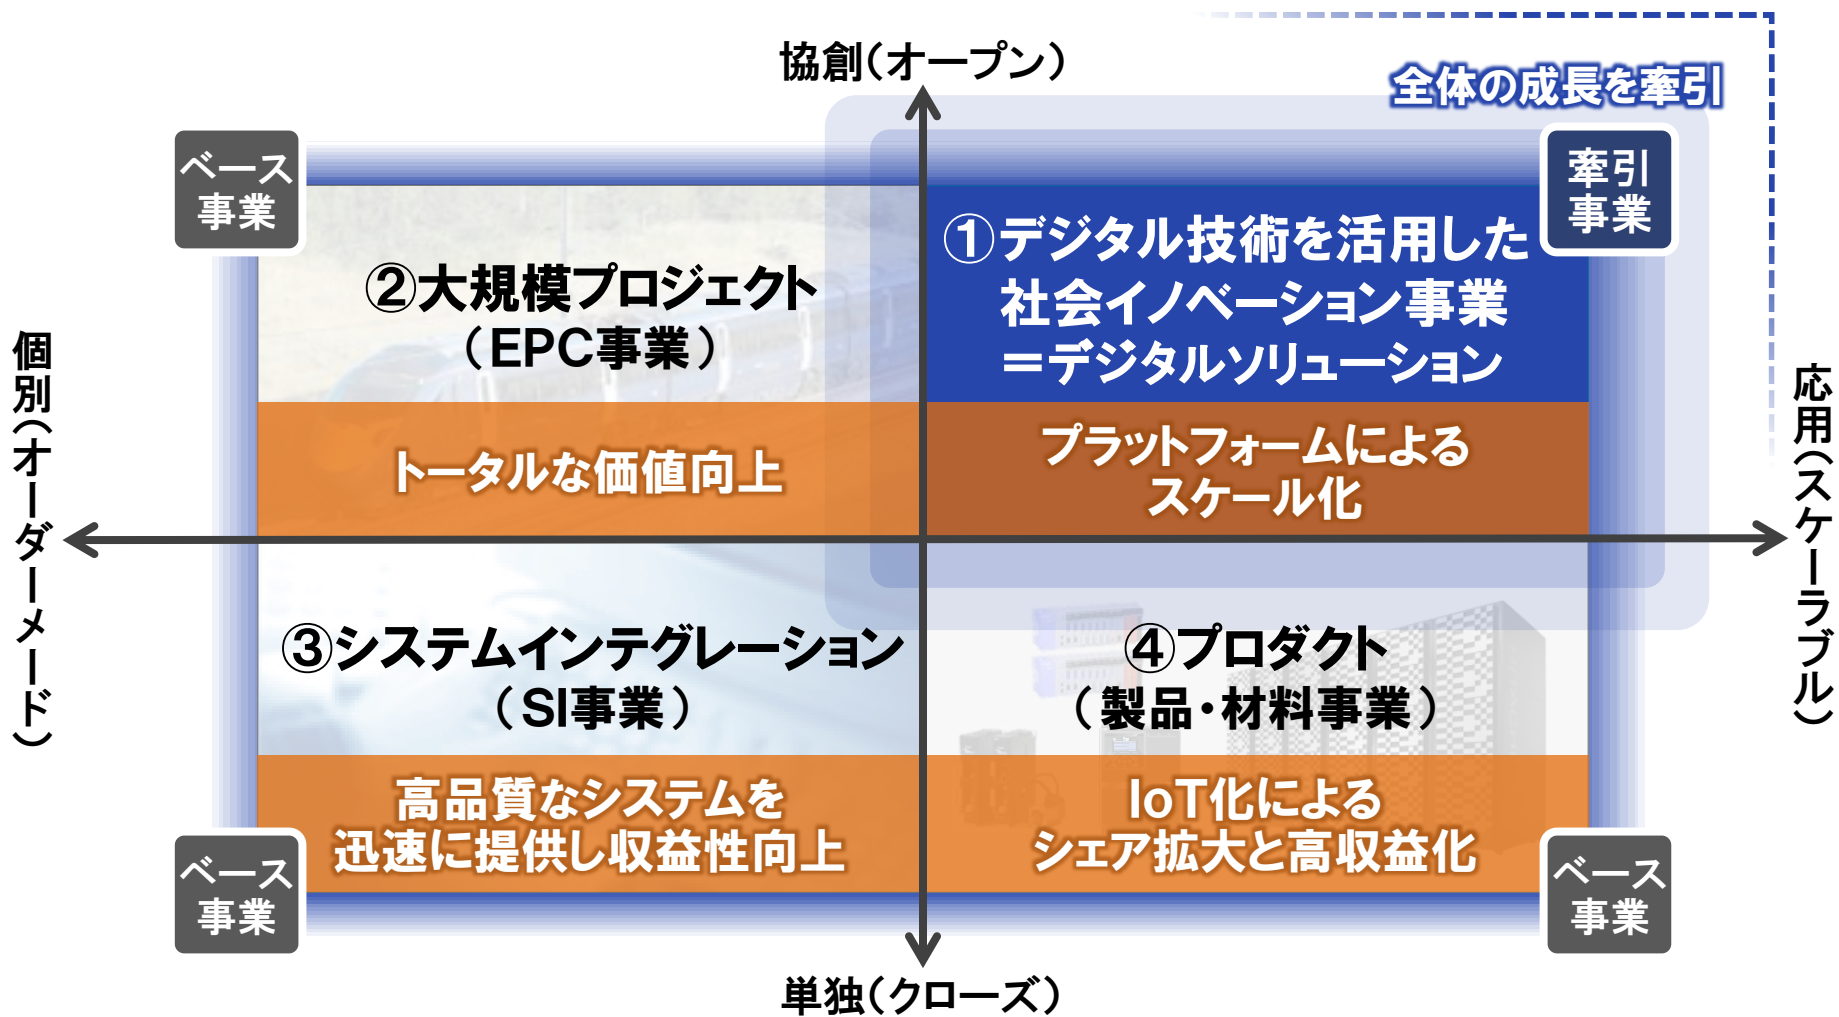 協創（オープン）
全体の成長を牽引
ベース
事業
牽引
事業
②大規模プロジェクト
（EPC事業）
トータルな価値向上
①デジタル技術を活用した
社会イノベーション事業
＝デジタルソリューション
プラットフォームによる
スケール化
個別（オーダーメード）
応用（スケーラブル）
③システムインテグレーション
（SI事業）
高品質なシステムを
迅速に提供し収益性向上
④プロダクト
（製品・材料事業）
IoT化による
シェア拡大と高収益化
ベース
事業
ベース
事業
単独（クローズ）